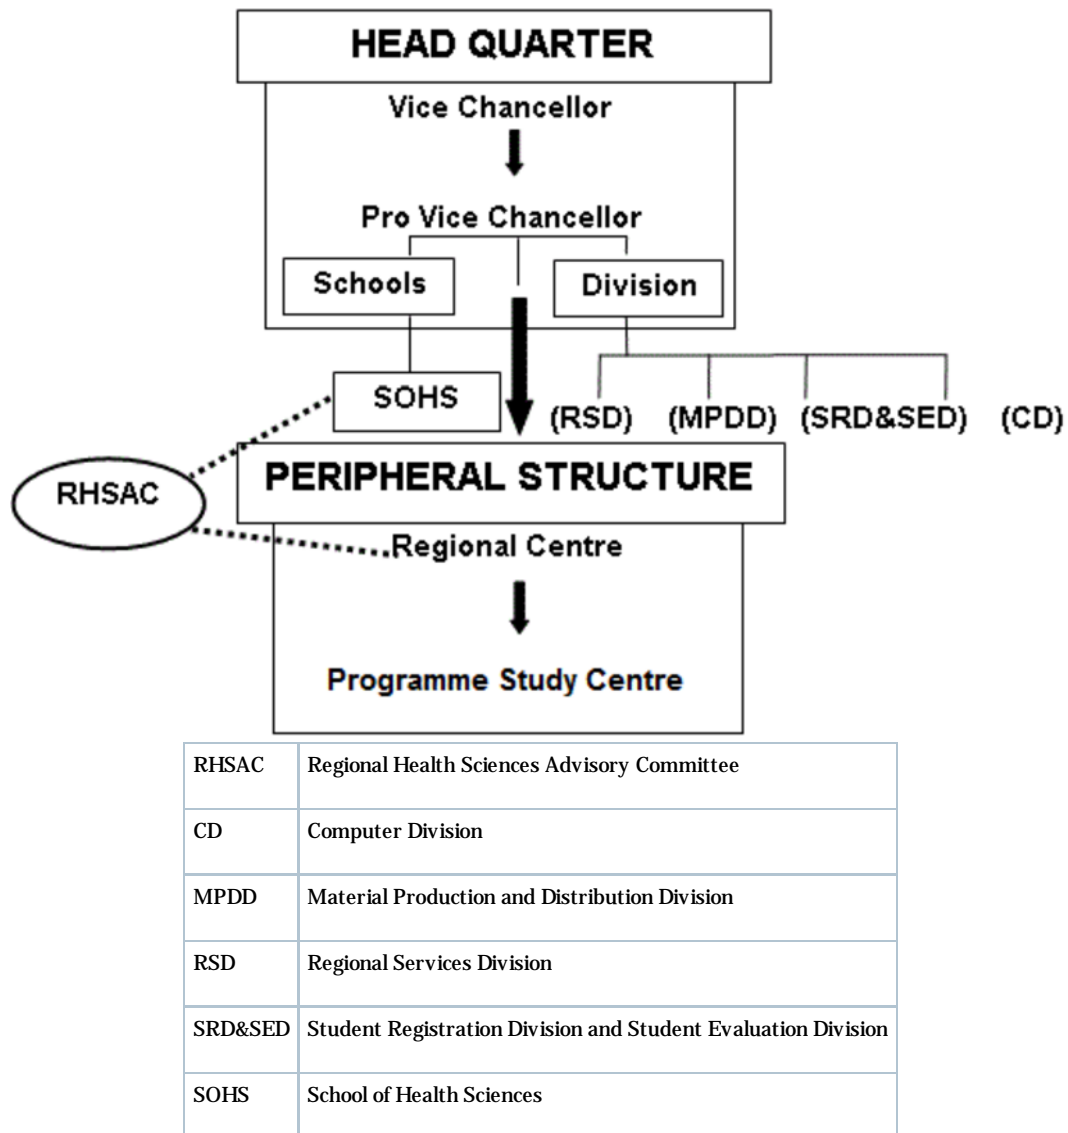 HEAD QUARTER
Vice Chancellor
Pro Vice Chancellor
Schools
Division
SOHS
(RSD) (MPDD) (SRD&SED) (CD)
RHSAC
PERIPHERAL STRUCTURE
Regional Centre
Programme Study Centre
RHSAC Regional Health Sciences Advisory Committee
CD Computer Division
MPDD Material Production and Distribution Division
RSD Regional Services Division
SRD&SED Student Registration Division and Student Evaluation Division
SOHS School of Health Sciences